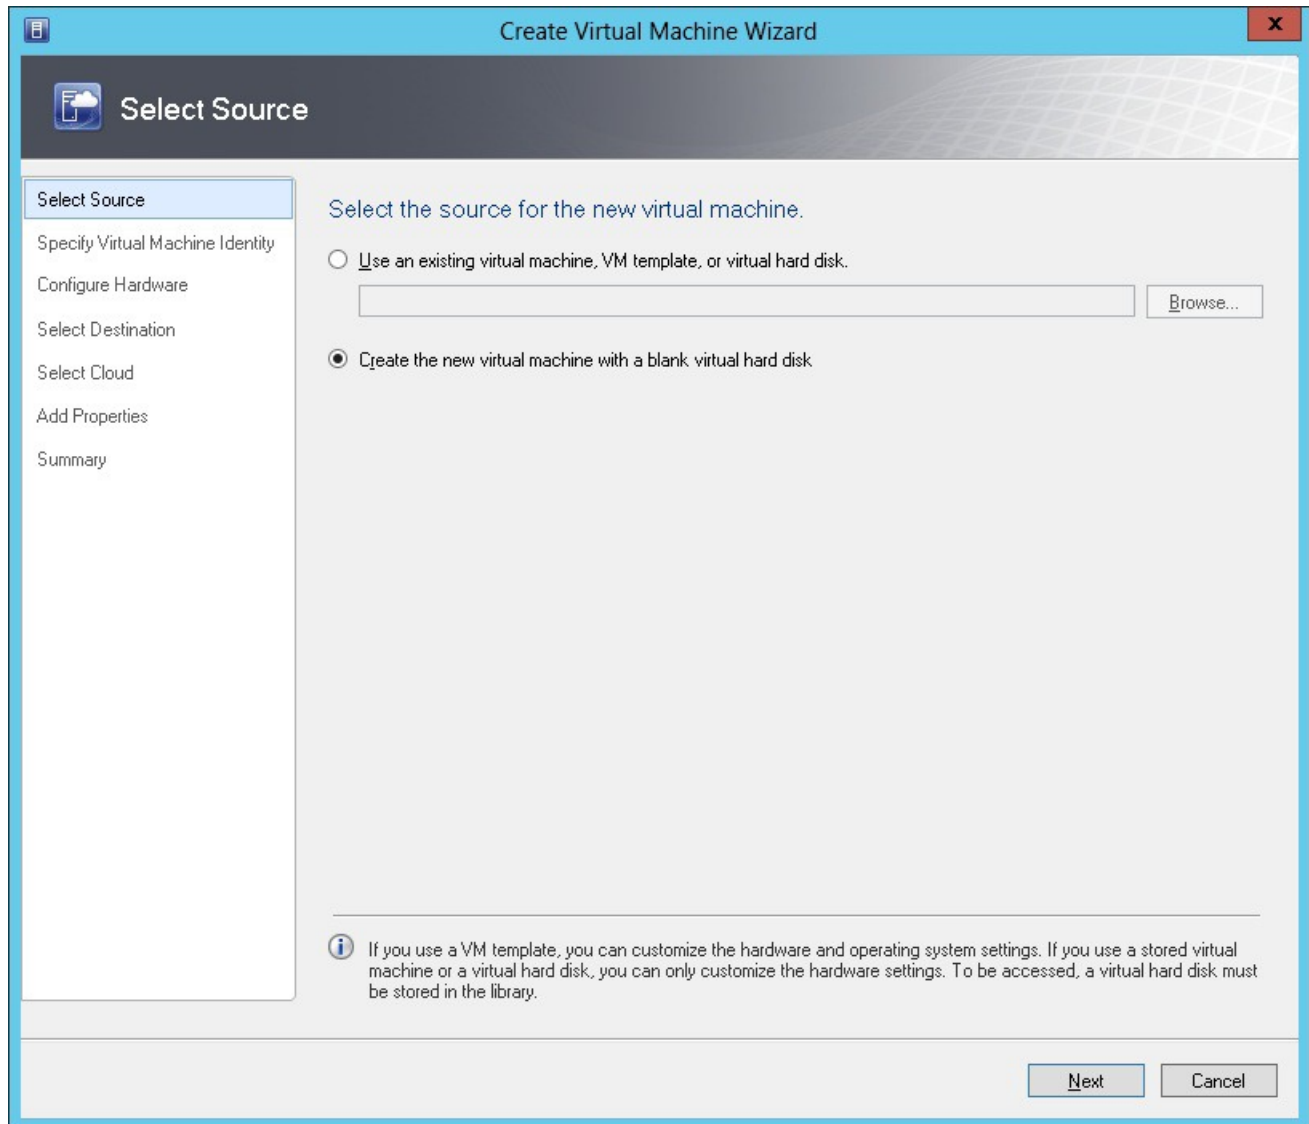 Create Virtual Machine Wizard
x
Select Source
Select Source
Specify Virtual Machine Identity
Configure Hardware
Select Destination
Select Cloud
Add Properties
Summary
Select the source for the new virtual machine.
Use an existing virtual machine, VM template, or virtual hard disk.
Browse...
Create the new virtual machine with a blank virtual hard disk
If you use a VM template, you can customize the hardware and operating system settings. If you use a stored virtual
machine or a virtual hard disk, you can only customize the hardware settings. To be accessed, a virtual hard disk must
be stored in the library.
Next
Cancel